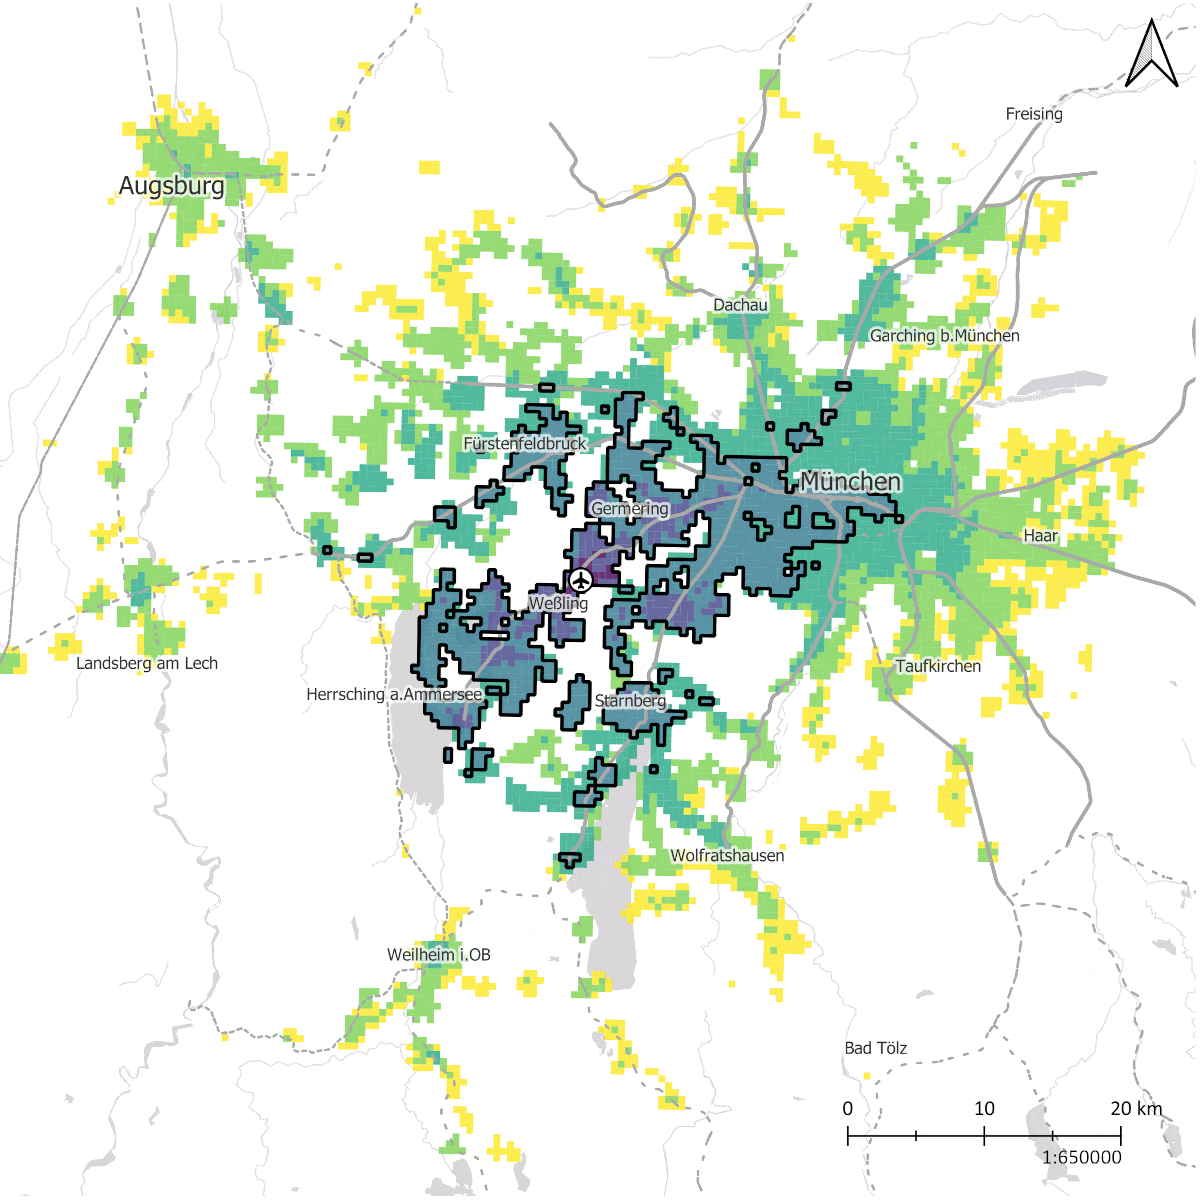 Freising
Augsburg
Dachau
Garching b.München
Fürstenfeldbruck
München
Germering
Haar
Weßling
Landsberg am Lech
Taufkirchen
Herrsching a.Ammersee
Starnberg
Wolfratshausen
Weilheim i.OB
Bad Tölz
0 10 20 km
1:650000